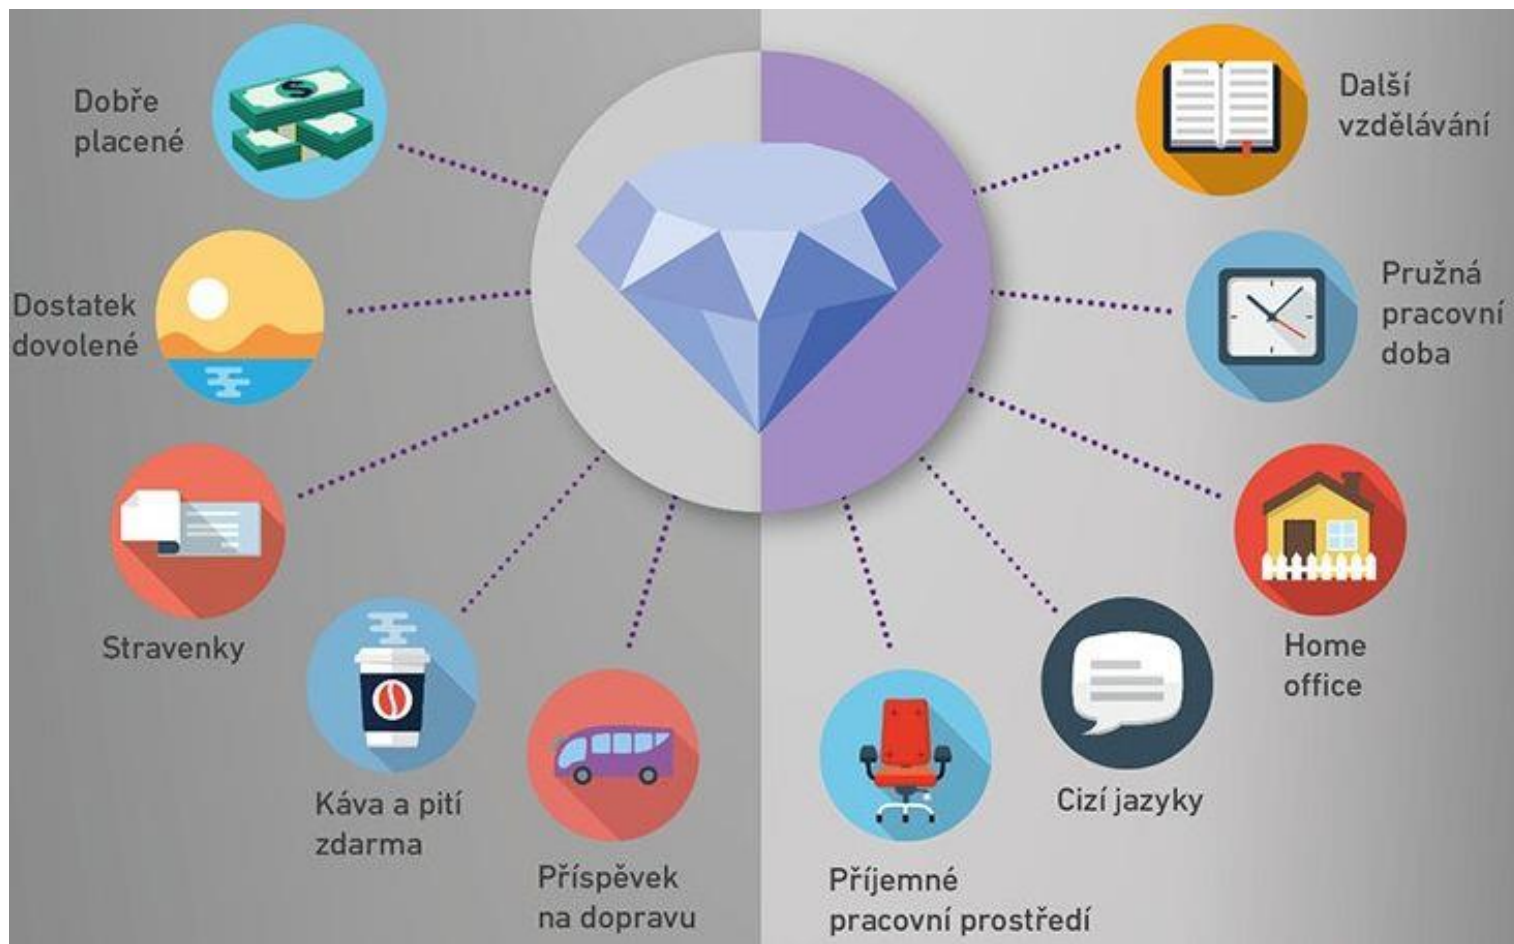 Dobře
placené
Dostatek
dovolené
Stravenky
Káva a pití
zdarma
Příspěvek
na dopravu
Další
vzdělávání
Pružná
pracovní
doba
Home
office
Cizí jazyky
Příjemné
pracovní prostředí